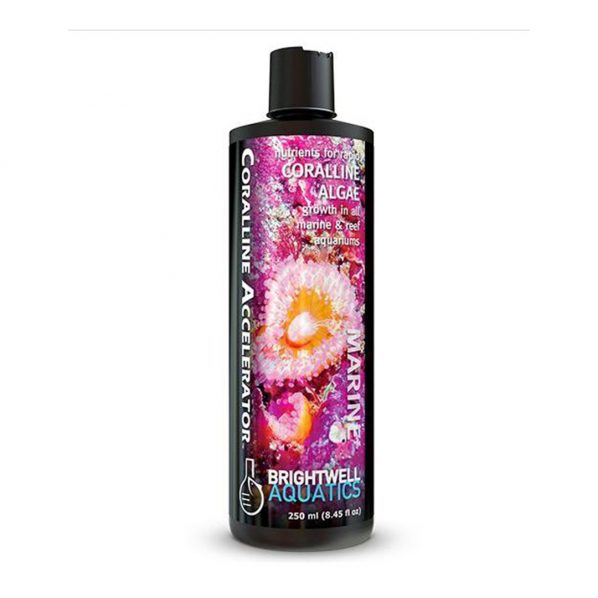 nutrients for rapid
CORALLINE
ALGAE
growth in all
marine & reef
aquariums
CORALLINE ACCELERATOR™
MARINE
BRIGHTWELL
AQUATICS
250 ml (8.45 fl oz)